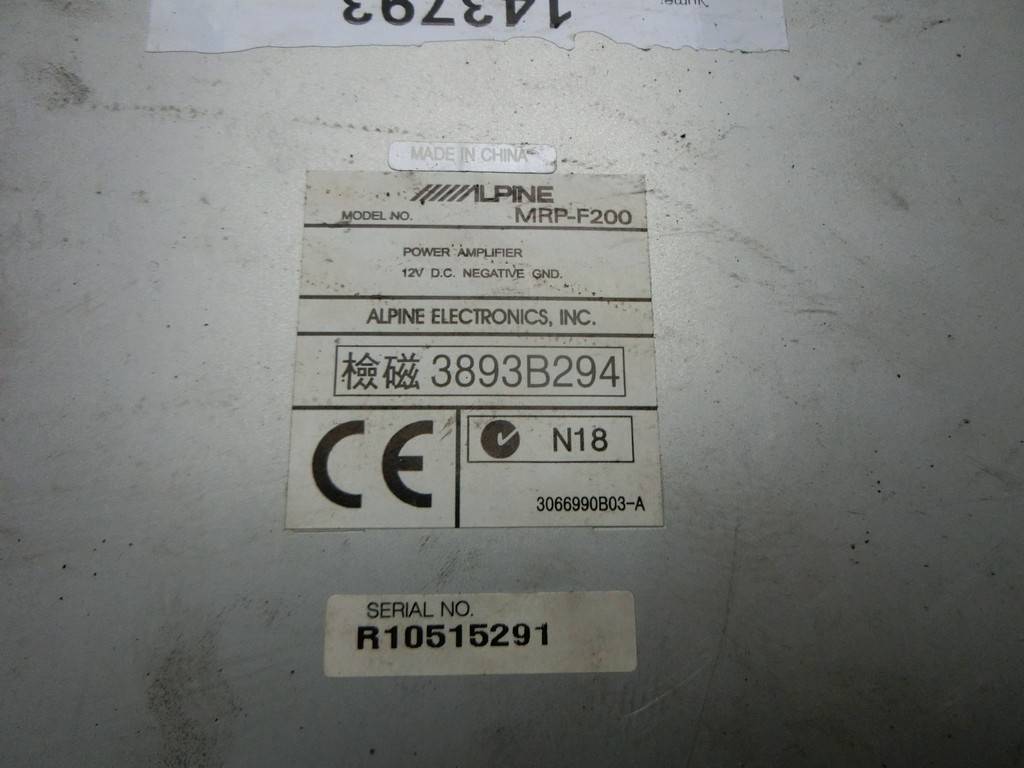 143793
MADE IN CHINA
ALPINE
MODEL NO. MRP-F200
POWER AMPLIFIER
12V D.C. NEGATIVE GND.
ALPINE ELECTRONICS, INC.
檢磁 3893B294
CE
N18
3066990B03-A
SERIAL NO.
R10515291